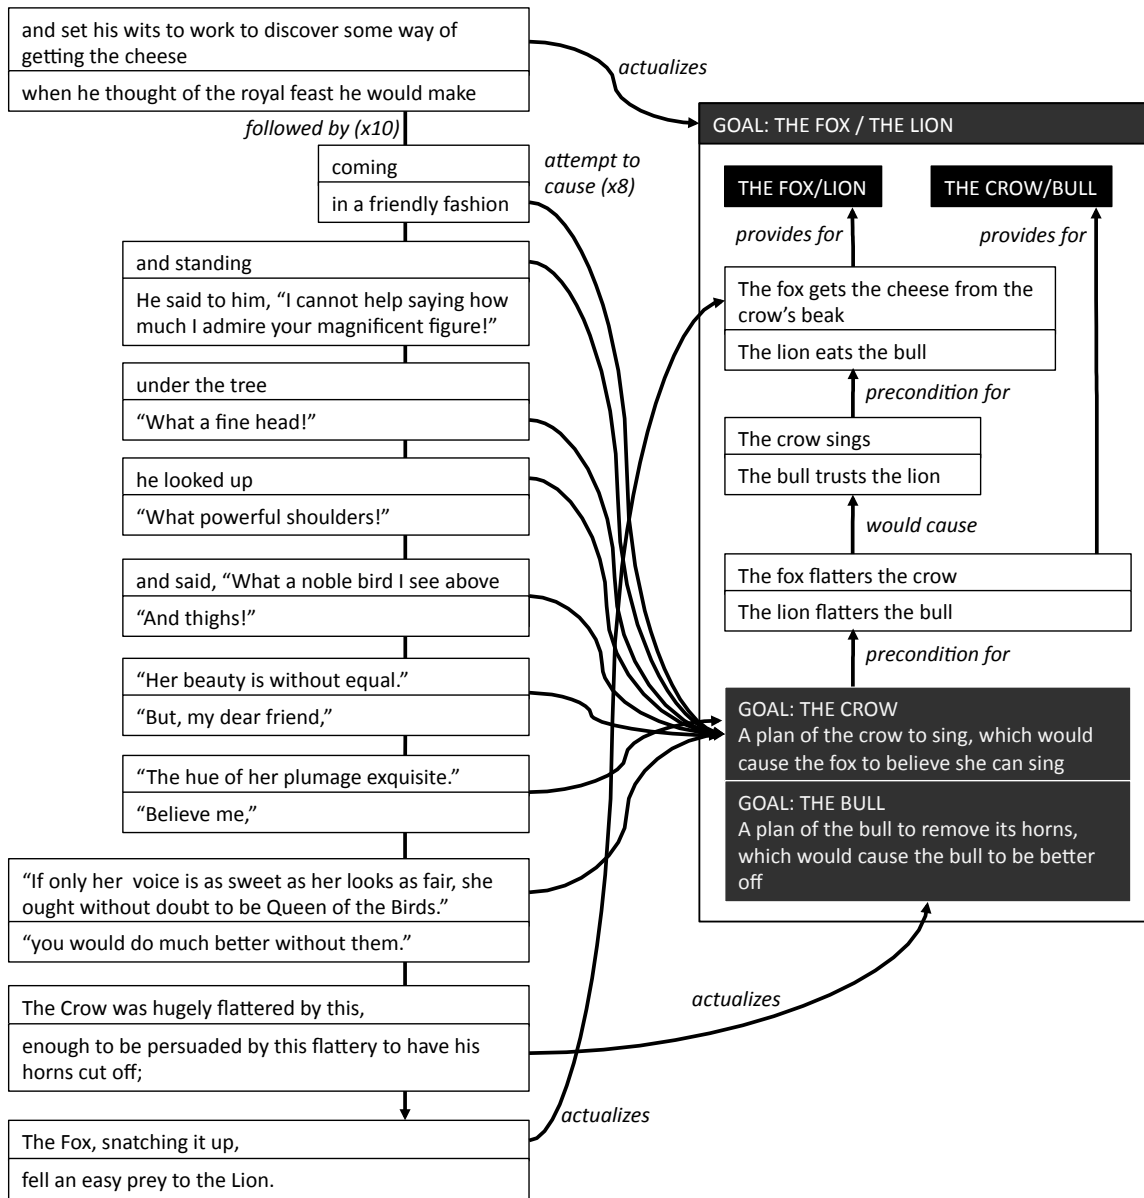 and set his wits to work to discover some way of
getting the cheese
when he thought of the royal feast he would make
actualizes
followed by (x10)
coming
in a friendly fashion
attempt to
cause (x8)
and standing
He said to him, “I cannot help saying how
much I admire your magnificent figure!”
under the tree
“What a fine head!”
he looked up
“What powerful shoulders!”
and said, “What a noble bird I see above
“And thighs!”
“Her beauty is without equal.”
“But, my dear friend,”
“The hue of her plumage exquisite.”
“Believe me,”
“If only her voice is as sweet as her looks as fair, she
ought without doubt to be Queen of the Birds.”
“you would do much better without them.”
The Crow was hugely flattered by this,
enough to be persuaded by this flattery to have his
horns cut off;
actualizes
The Fox, snatching it up,
fell an easy prey to the Lion.
actualizes
GOAL: THE FOX / THE LION
THE FOX/LION
THE CROW/BULL
provides for
provides for
The fox gets the cheese from the
crow’s beak
The lion eats the bull
precondition for
The crow sings
The bull trusts the lion
would cause
The fox flatters the crow
The lion flatters the bull
precondition for
GOAL: THE CROW
A plan of the crow to sing, which would
cause the fox to believe she can sing
GOAL: THE BULL
A plan of the bull to remove its horns,
which would cause the bull to be better
off